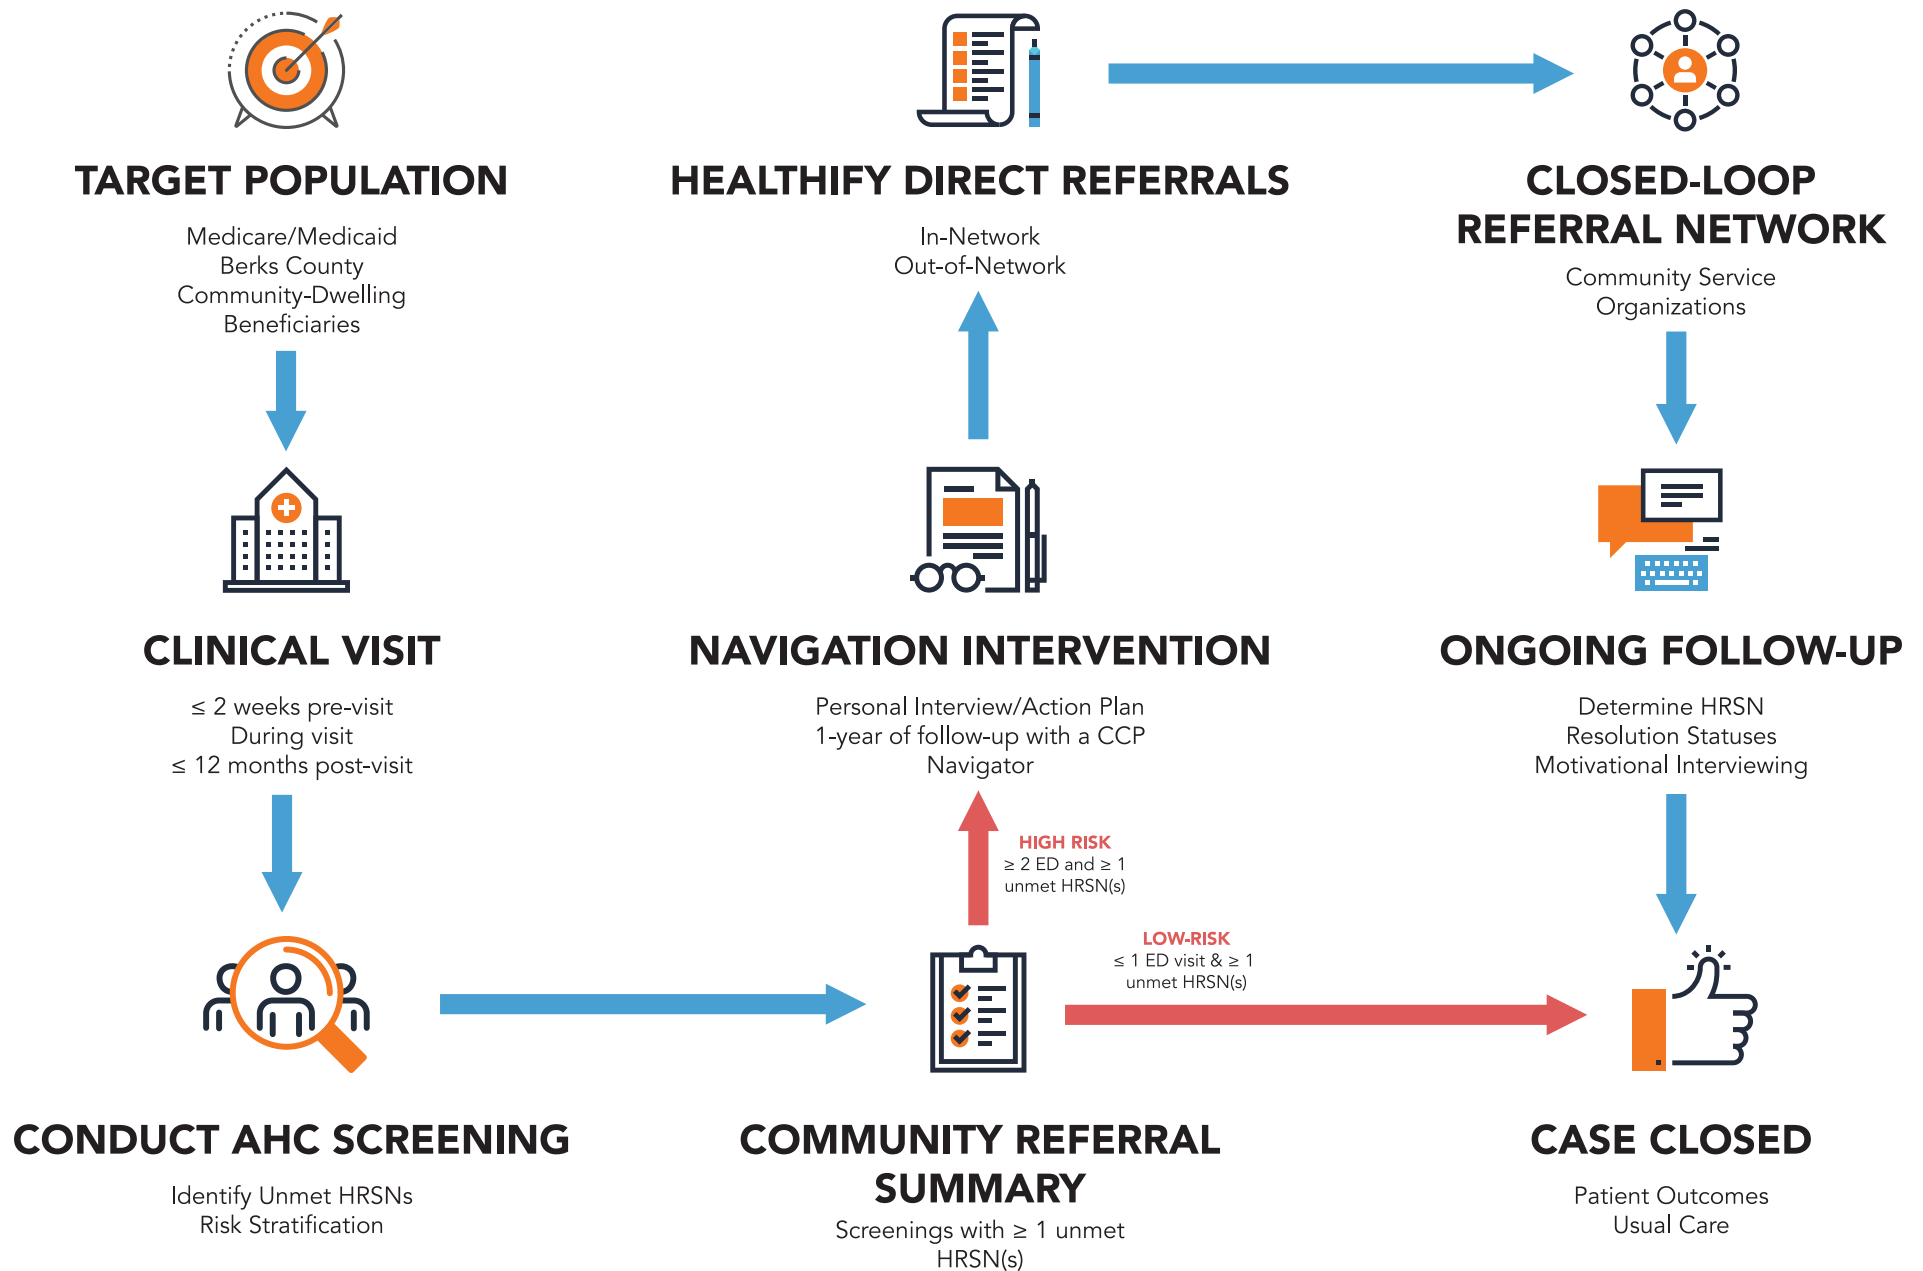 TARGET POPULATION
Medicare/Medicaid
Berks County
Community-Dwelling
Beneficiaries
CLINICAL VISIT
≤ 2 weeks pre-visit
During visit
≤ 12 months post-visit
CONDUCT AHC SCREENING
Identify Unmet HRSNs
Risk Stratification
COMMUNITY REFERRAL
SUMMARY
Screenings with ≥ 1 unmet
HRSN(s)
HIGH RISK
≥ 2 ED and ≥ 1
unmet HRSN(s)
LOW-RISK
≤ 1 ED visit & ≥ 1
unmet HRSN(s)
NAVIGATION INTERVENTION
Personal Interview/Action Plan
1-year of follow-up with a CCP
Navigator
HEALTHIFY DIRECT REFERRALS
In-Network
Out-of-Network
CLOSED-LOOP
REFERRAL NETWORK
Community Service
Organizations
ONGOING FOLLOW-UP
Determine HRSN
Resolution Statuses
Motivational Interviewing
CASE CLOSED
Patient Outcomes
Usual Care